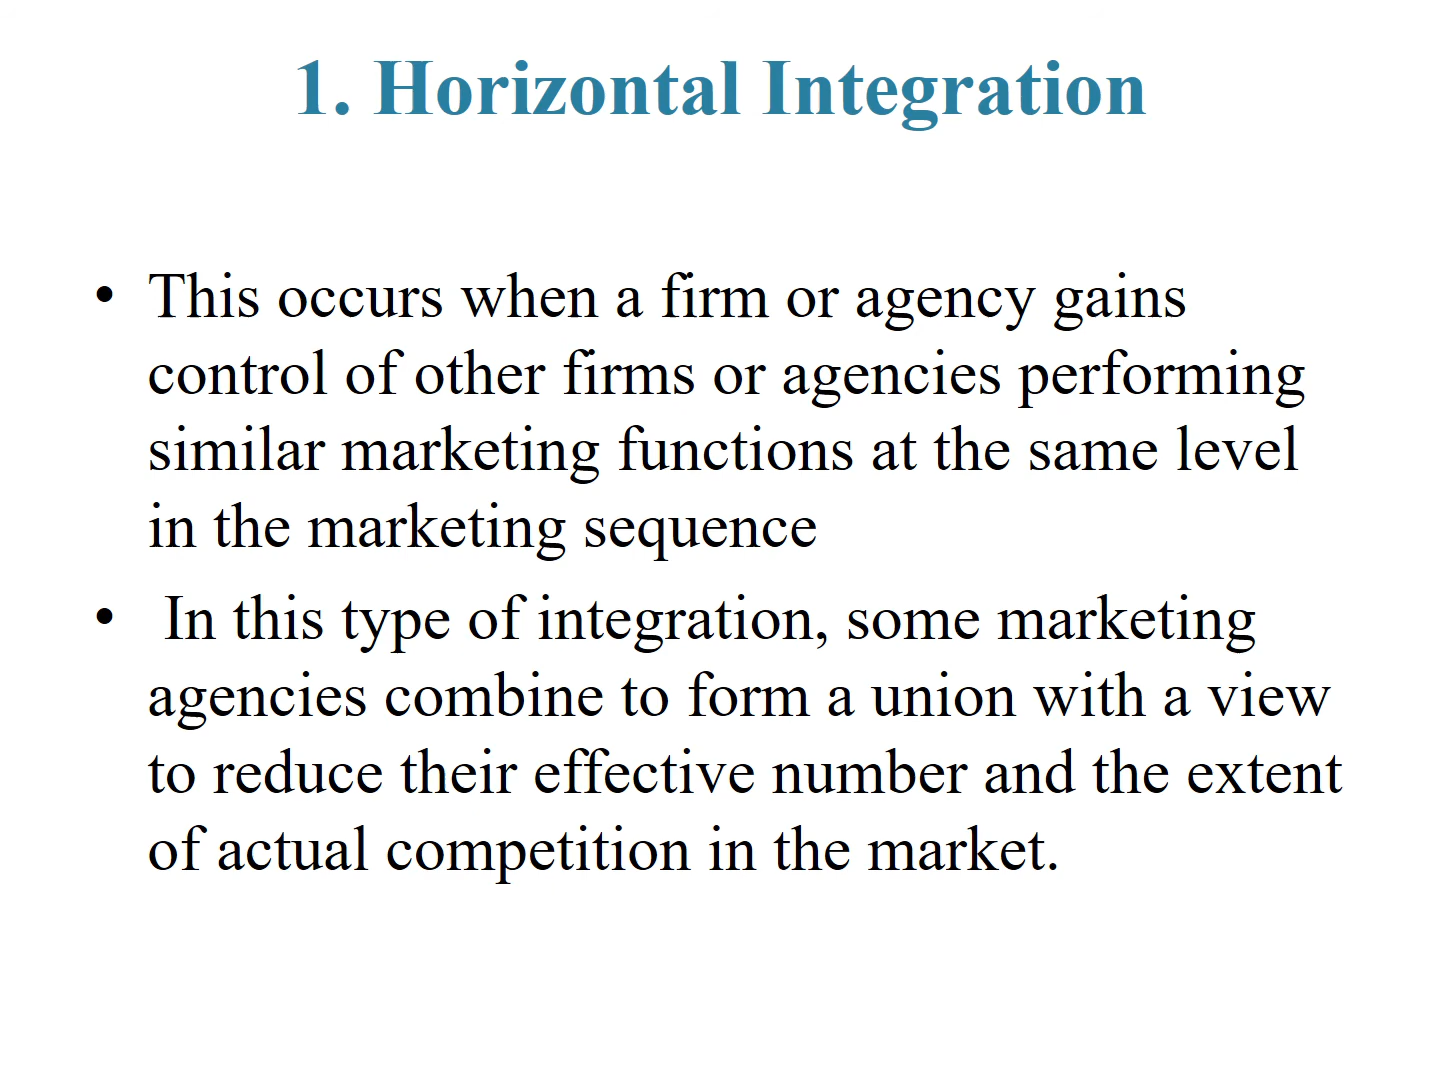 1. Horizontal Integration
• This occurs when a firm or agency gains
control of other firms or agencies performing
similar marketing functions at the same level
in the marketing sequence
• In this type of integration, some marketing
agencies combine to form a union with a view
to reduce their effective number and the extent
of actual competition in the market.